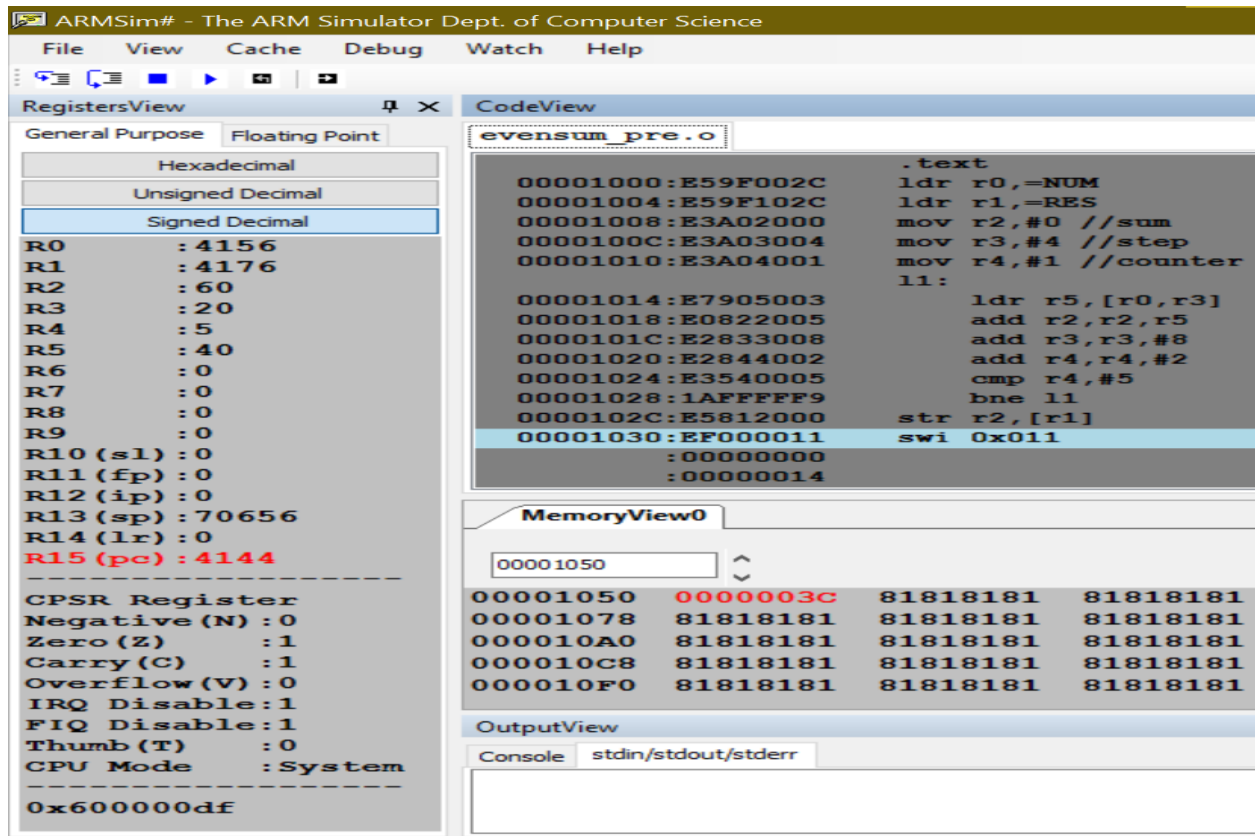 ARMSim# - The ARM Simulator Dept. of Computer Science
File View Cache Debug Watch Help
RegistersView
General Purpose Floating Point
Hexadecimal
Unsigned Decimal
Signed Decimal
R0 :4156
R1 :4176
R2 :60
R3 :20
R4 :5
R5 :40
R6 :0
R7 :0
R8 :0
R9 :0
R10(sl):0
R11(fp):0
R12(ip):0
R13(sp):70656
R14(lr):0
R15(pc):4144
--------------------
CPSR Register
Negative(N):0
Zero(Z) :1
Carry(C) :1
Overflow(V):0
IRQ Disable:1
FIQ Disable:1
Thumb(T) :0
CPU Mode :System
--------------------
0x600000df
CodeView
evensum_pre.o
.text
00001000:E59F002C ldr r0,=NUM
00001004:E59F102C ldr r1,=RES
00001008:E3A02000 mov r2,#0 //sum
0000100C:E3A03004 mov r3,#4 //step
00001010:E3A04001 mov r4,#1 //counter
l1:
00001014:E7905003 ldr r5,[r0,r3]
00001018:E0822005 add r2,r2,r5
0000101C:E2833008 add r3,r3,#8
00001020:E2844002 add r4,r4,#2
00001024:E3540005 cmp r4,#5
00001028:1AFFFFF9 bne l1
0000102C:E5812000 str r2,[r1]
00001030:EF000011 swi 0x011
:00000000
:00000014
MemoryView0
00001050
00001050 0000003C 81818181 81818181
00001078 81818181 81818181 81818181
000010A0 81818181 81818181 81818181
000010C8 81818181 81818181 81818181
000010F0 81818181 81818181 81818181
OutputView
Console stdin/stdout/stderr